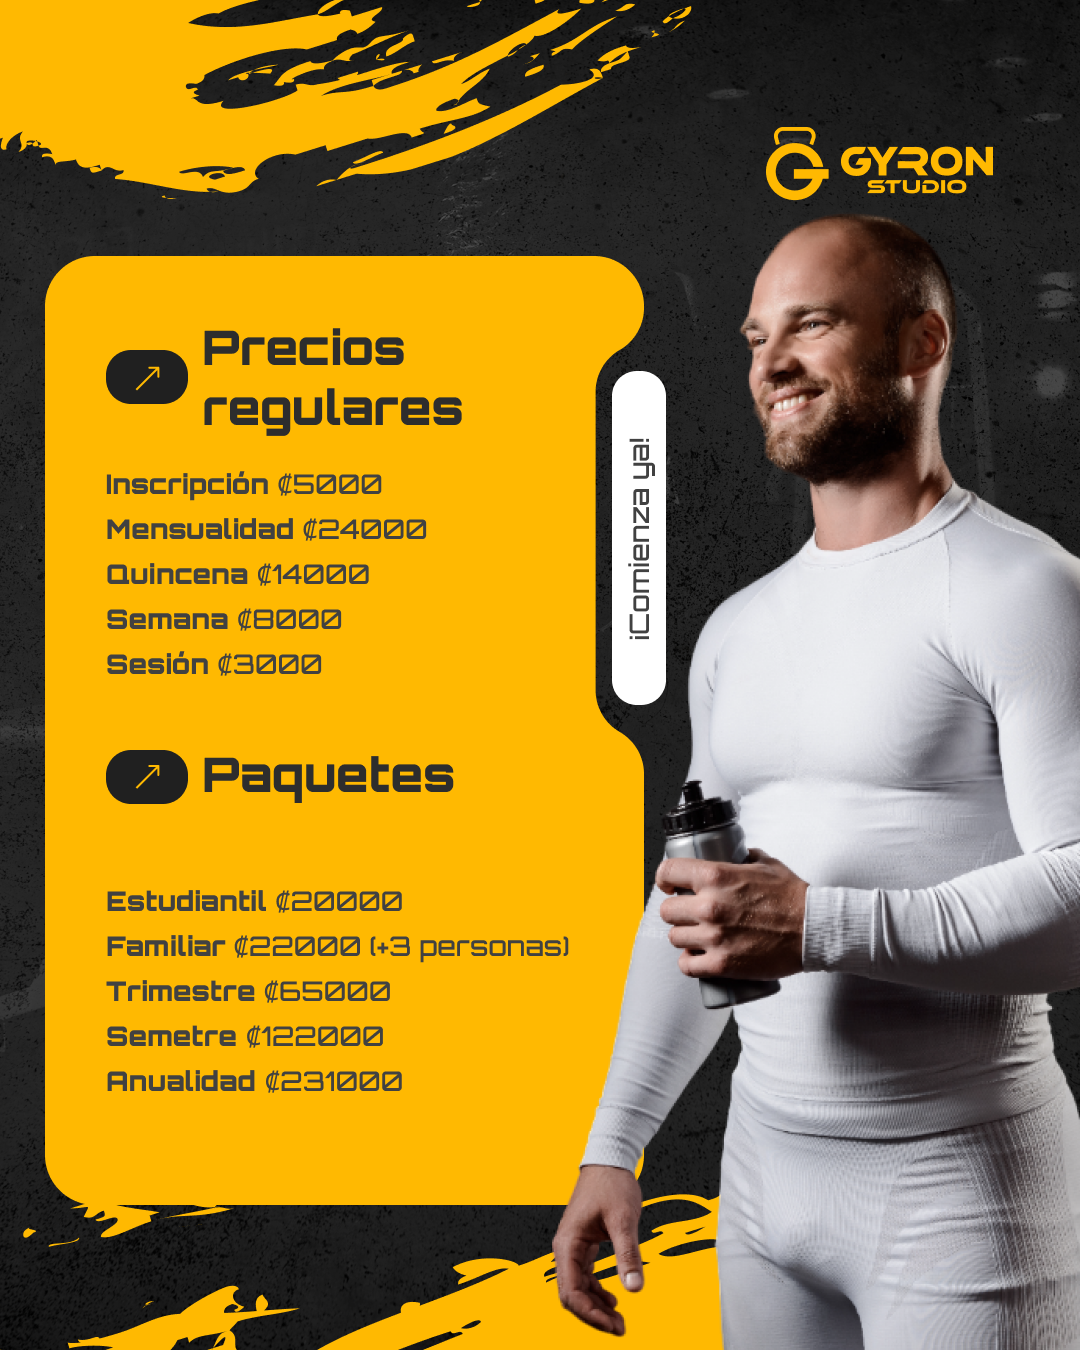 GYRON
STUDIO
Precios
regulares
Inscripción ₡5000
Mensualidad ₡24000
Quincena ₡14000
Semana ₡8000
Sesión ₡3000
¡Comienza ya!
Paquetes
Estudiantil ₡20000
Familiar ₡22000 (+3 personas)
Trimestre ₡65000
Semetre ₡122000
Anualidad ₡231000